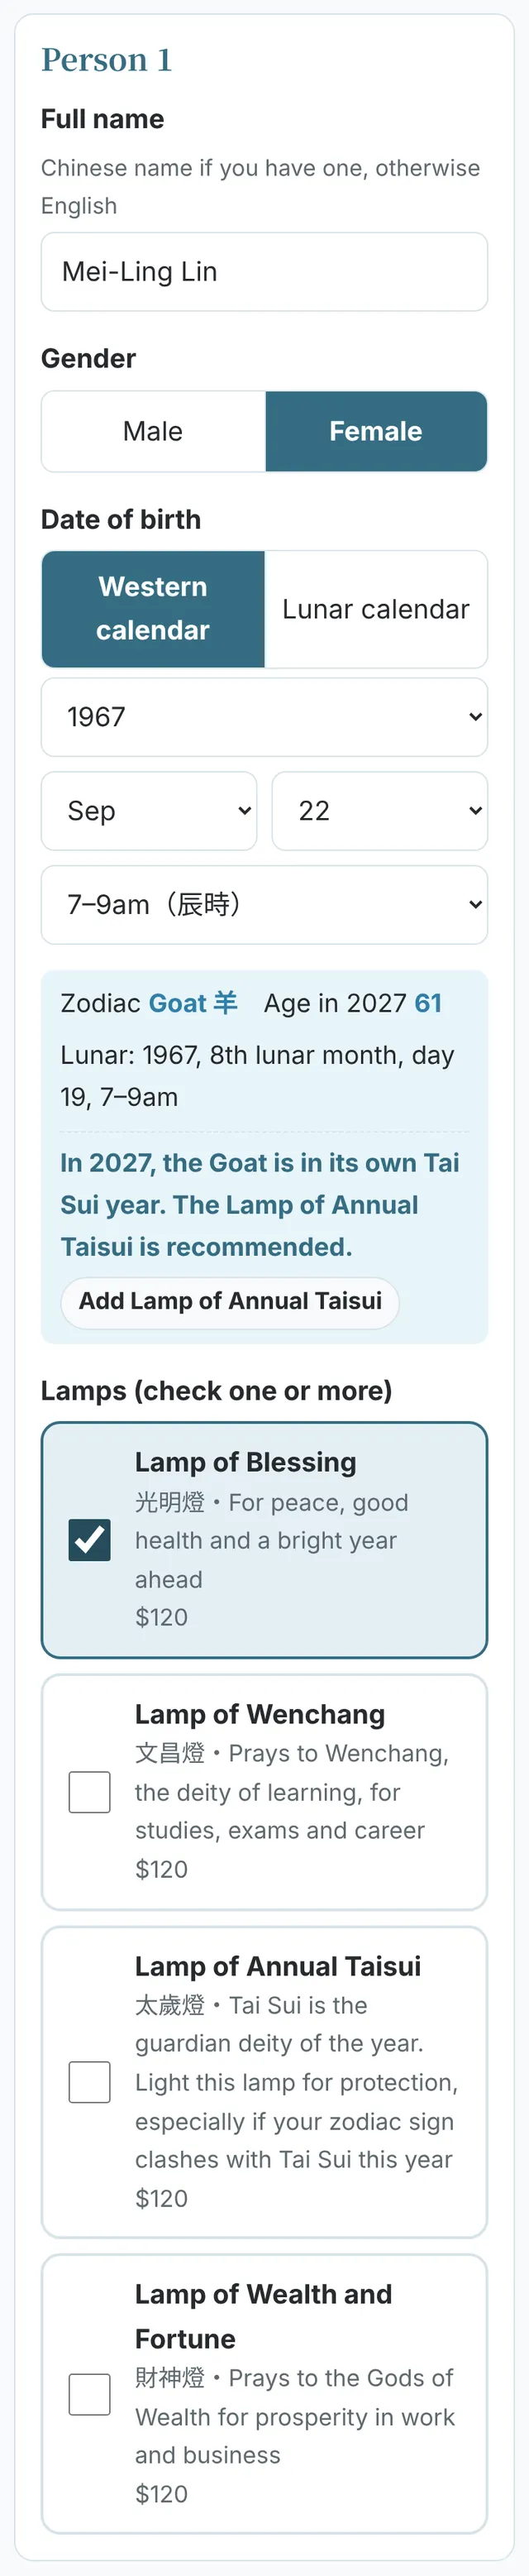 Person 1
Full name
Chinese name if you have one, otherwise
English
Mei-Ling Lin
Gender
Male Female
Date of birth
Western
calendar
Lunar calendar
1967
Sep 22
7–9am（辰時）
Zodiac Goat 羊 Age in 2027 61
Lunar: 1967, 8th lunar month, day
19, 7–9am
In 2027, the Goat is in its own Tai
Sui year. The Lamp of Annual
Taisui is recommended.
Add Lamp of Annual Taisui
Lamps (check one or more)
Lamp of Blessing
光明燈・For peace, good
health and a bright year
ahead
$120
Lamp of Wenchang
文昌燈・Prays to Wenchang,
the deity of learning, for
studies, exams and career
$120
Lamp of Annual Taisui
太歲燈・Tai Sui is the
guardian deity of the year.
Light this lamp for protection,
especially if your zodiac sign
clashes with Tai Sui this year
$120
Lamp of Wealth and
Fortune
財神燈・Prays to the Gods of
Wealth for prosperity in work
and business
$120